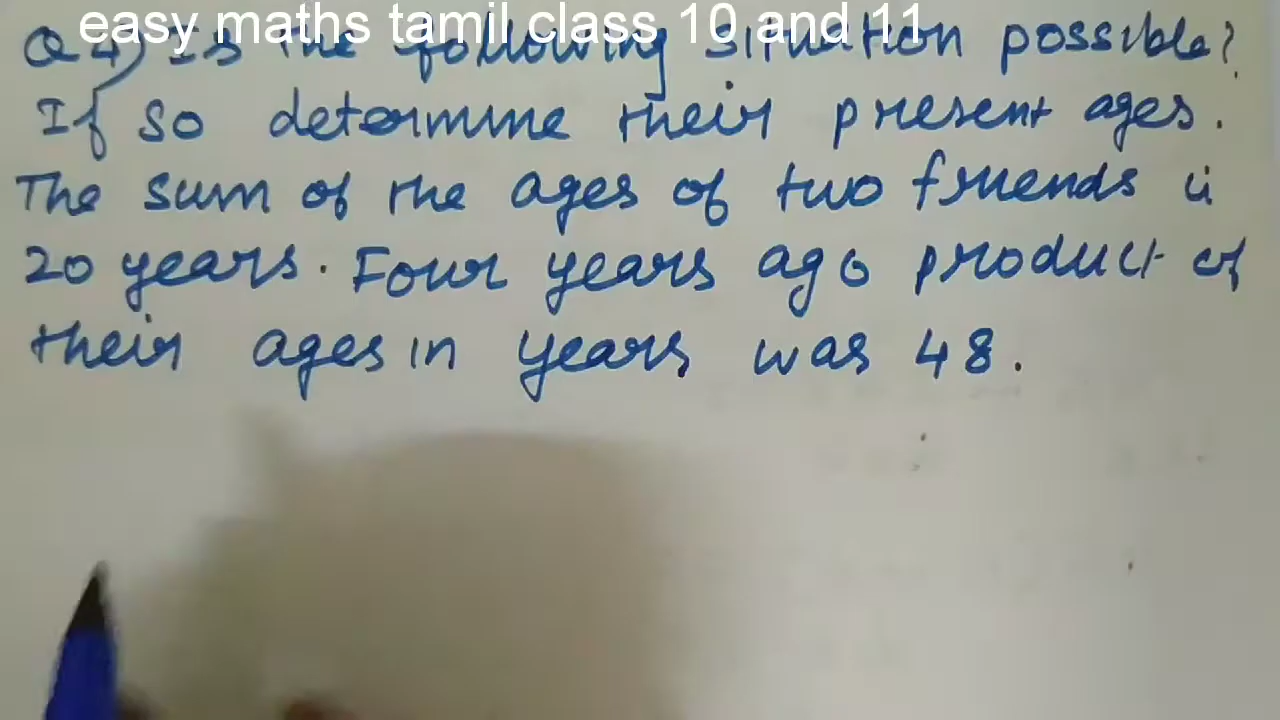 easy maths tamil class 10 and 11
Q 4) Is the following situation possible?
If so determine their present ages.
The sum of the ages of two friends is
20 years. Four years ago product of
their ages in years was 48.